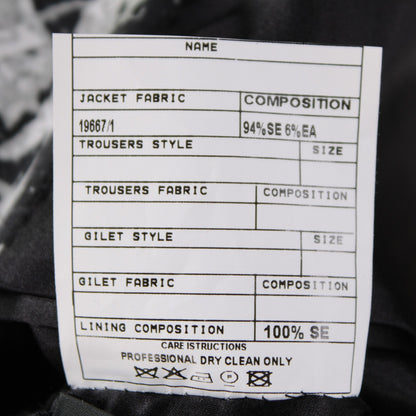 NAME
JACKET FABRIC COMPOSITION
19667/1 94%SE 6%EA
TROUSERS STYLE SIZE
TROUSERS FABRIC COMPOSITION
GILET STYLE SIZE
GILET FABRIC COMPOSITION
LINING COMPOSITION 100% SE
CARE ISTRUCTIONS
PROFESSIONAL DRY CLEAN ONLY
P